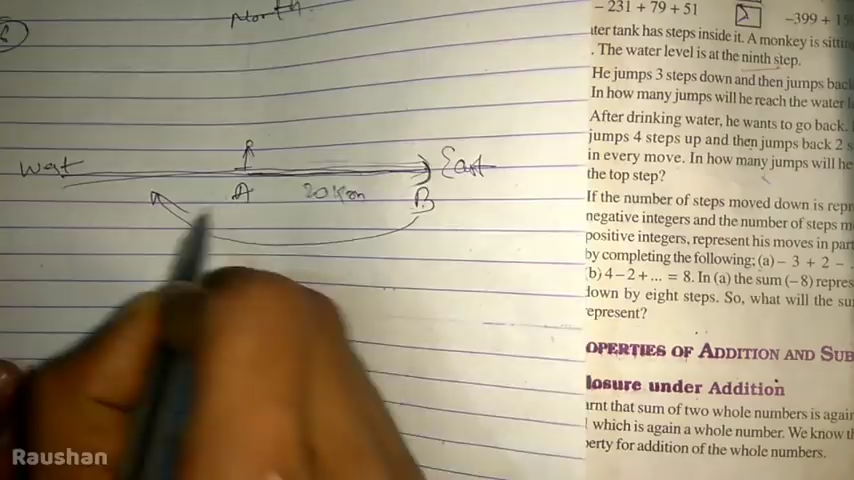 North.
West
East
A
20 Km
B
- 231 + 79 + 51
-399 + 15
ater tank has steps inside it. A monkey is sittin
. The water level is at the ninth step.
He jumps 3 steps down and then jumps back
In how many jumps will he reach the water l
After drinking water, he wants to go back.
jumps 4 steps up and then jumps back 2 s
in every move. In how many jumps will he
the top step?
If the number of steps moved down is repr
negative integers and the number of steps m
positive integers, represent his moves in part
by completing the following; (a) – 3 + 2 – .
(b) 4 – 2 + ... = 8. In (a) the sum (– 8) repres
down by eight steps. So, what will the su
epresent?
OPERTIES OF ADDITION AND SUB
losure under Addition
arnt that sum of two whole numbers is again
which is again a whole number. We know th
perty for addition of the whole numbers.
Raushan